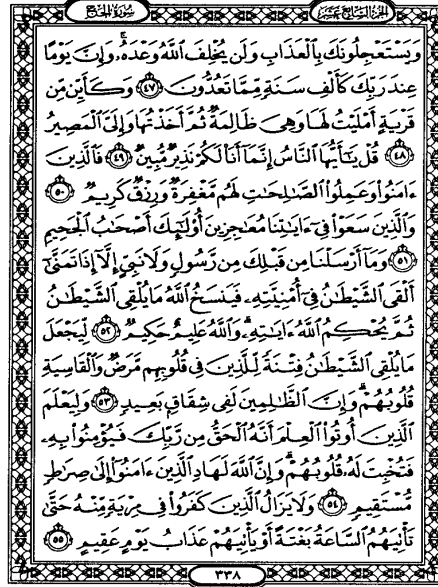 الجزء السابع عشر
سورة الحج
وَيَسْتَعْجِلُونَكَ بِالْعَذَابِ وَلَن يُخْلِفَ اللَّهُ وَعْدَهُۥۚ وَإِنَّ يَوْمًا
عِندَ رَبِّكَ كَأَلْفِ سَنَةٍ مِّمَّا تَعُدُّونَ ٤٧ وَكَأَيِّن مِّن
قَرْيَةٍ أَمْلَيْتُ لَهَا وَهِيَ ظَالِمَةٌ ثُمَّ أَخَذْتُهَا وَإِلَيَّ الْمَصِيرُ
٤٨ قُلْ يَٰٓأَيُّهَا النَّاسُ إِنَّمَآ أَنَا۠ لَكُمْ نَذِيرٌ مُّبِينٌ ٤٩ فَالَّذِينَ
ءَامَنُوا۟ وَعَمِلُوا۟ الصَّٰلِحَٰتِ لَهُم مَّغْفِرَةٌ وَرِزْقٌ كَرِيمٌ ٥٠
وَالَّذِينَ سَعَوْا۟ فِيٓ ءَايَٰتِنَا مُعَٰجِزِينَ أُو۟لَٰٓئِكَ أَصْحَٰبُ الْجَحِيمِ
٥١ وَمَآ أَرْسَلْنَا مِن قَبْلِكَ مِن رَّسُولٍ وَلَا نَبِيٍّ إِلَّآ إِذَا تَمَنَّىٰٓ
أَلْقَى الشَّيْطَٰنُ فِيٓ أُمْنِيَّتِهِۦ فَيَنسَخُ اللَّهُ مَا يُلْقِي الشَّيْطَٰنُ
ثُمَّ يُحْكِمُ اللَّهُ ءَايَٰتِهِۦۗ وَاللَّهُ عَلِيمٌ حَكِيمٌ ٥٢ لِّيَجْعَلَ
مَا يُلْقِي الشَّيْطَٰنُ فِتْنَةً لِّلَّذِينَ فِي قُلُوبِهِم مَّرَضٌ وَالْقَاسِيَةِ
قُلُوبُهُمْۗ وَإِنَّ الظَّٰلِمِينَ لَفِي شِقَاقٍۭ بَعِيدٍ ٥٣ وَلِيَعْلَمَ
الَّذِينَ أُوتُوا۟ الْعِلْمَ أَنَّهُ الْحَقُّ مِن رَّبِّكَ فَيُؤْمِنُوا۟ بِهِۦ
فَتُخْبِتَ لَهُۥ قُلُوبُهُمْۗ وَإِنَّ اللَّهَ لَهَادِ الَّذِينَ ءَامَنُوٓا۟ إِلَىٰ صِرَٰطٍ
مُّسْتَقِيمٍ ٥٤ وَلَا يَزَالُ الَّذِينَ كَفَرُوا۟ فِي مِرْيَةٍ مِّنْهُ حَتَّىٰ
تَأْتِيَهُمُ السَّاعَةُ بَغْتَةً أَوْ يَأْتِيَهُمْ عَذَابُ يَوْمٍ عَقِيمٍ ٥٥
٣٣٨